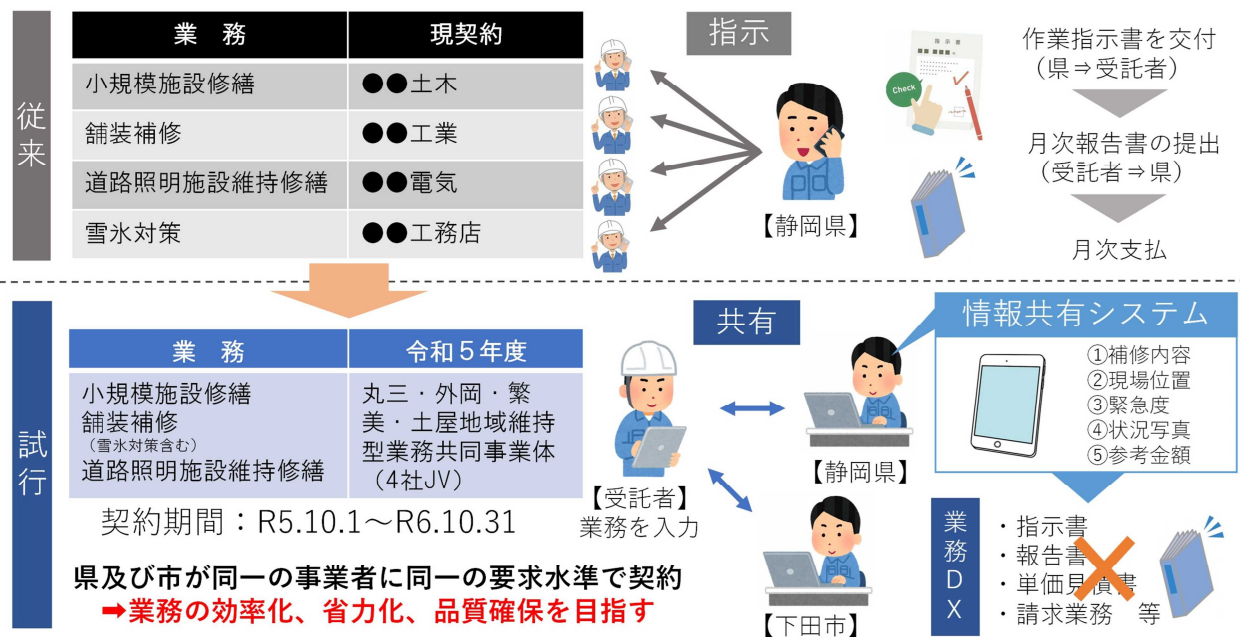 従来
業　務
現契約
小規模施設修繕
●●土木
舗装補修
●●工業
道路照明施設維持修繕
●●電気
雪氷対策
●●工務店
指示
【静岡県】
指 示 書
Check
作業指示書を交付
（県⇒受託者）
月次報告書の提出
（受託者⇒県）
月次支払
試行
業　務
令和５年度
小規模施設修繕
舗装補修
（雪氷対策含む）
道路照明施設維持修繕
丸三・外岡・繁
美・土屋地域維持
型業務共同事業体
（4社JV）
契約期間：R5.10.1～R6.10.31
県及び市が同一の事業者に同一の要求水準で契約
➡業務の効率化、省力化、品質確保を目指す
共有
【受託者】
業務を入力
【静岡県】
【下田市】
情報共有システム
①補修内容
②現場位置
③緊急度
④状況写真
⑤参考金額
業務DX
・指示書
・報告書
・単価見積書
・請求業務　等